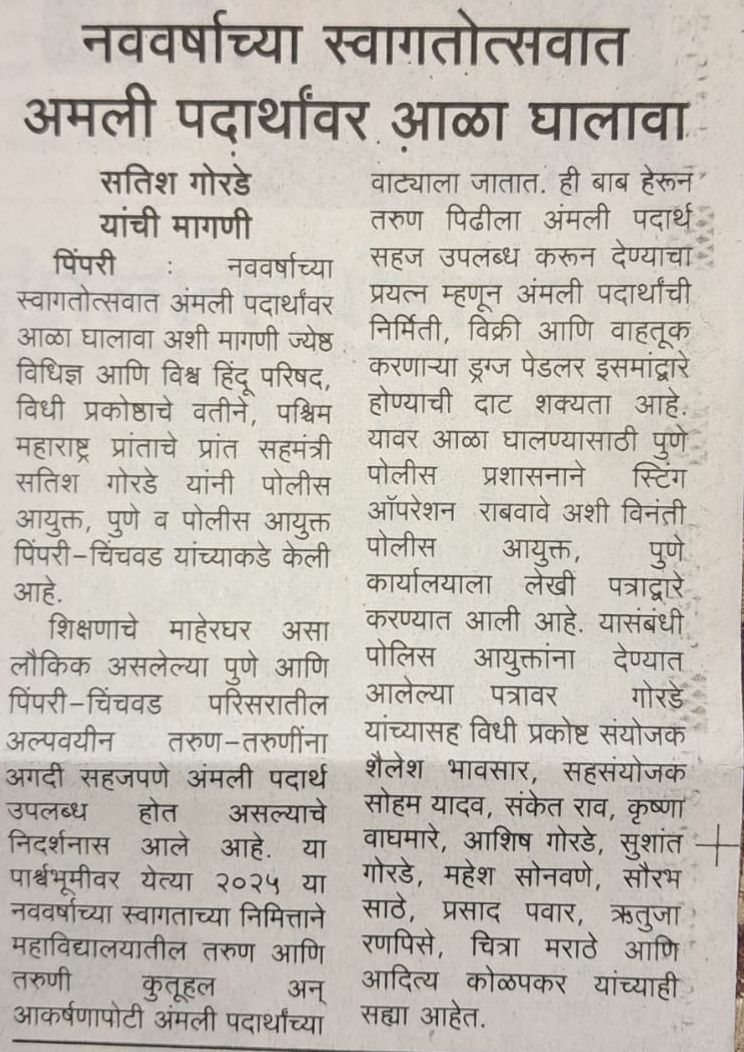 नववर्षाच्या स्वागतोत्सवात
अमली पदार्थांवर आळा घालावा
सतिश गोरडे
यांची मागणी
पिंपरी : नववर्षाच्या
स्वागतोत्सवात अंमली पदार्थांवर
आळा घालावा अशी मागणी ज्येष्ठ
विधिज्ञ आणि विश्व हिंदू परिषद,
विधी प्रकोष्ठाचे वतीने, पश्चिम
महाराष्ट्र प्रांताचे प्रांत सहमंत्री
सतिश गोरडे यांनी पोलीस
आयुक्त, पुणे व पोलीस आयुक्त
पिंपरी-चिंचवड यांच्याकडे केली
आहे.
शिक्षणाचे माहेरघर असा
लौकिक असलेल्या पुणे आणि
पिंपरी-चिंचवड परिसरातील
अल्पवयीन तरुण-तरुणींना
अगदी सहजपणे अंमली पदार्थ
उपलब्ध होत असल्याचे
निदर्शनास आले आहे. या
पार्श्वभूमीवर येत्या २०२५ या
नववर्षाच्या स्वागताच्या निमित्ताने
महाविद्यालयातील तरुण आणि
तरुणी कुतूहल अन्
आकर्षणापोटी अंमली पदार्थांच्या
वाट्याला जातात. ही बाब हेरून
तरुण पिढीला अंमली पदार्थ
सहज उपलब्ध करून देण्याचा
प्रयत्न म्हणून अंमली पदार्थांची
निर्मिती, विक्री आणि वाहतूक
करणाऱ्या ड्रग्ज पेडलर इसमांद्वारे
होण्याची दाट शक्यता आहे.
यावर आळा घालण्यासाठी पुणे
पोलीस प्रशासनाने स्टिंग
ऑपरेशन राबवावे अशी विनंती
पोलीस आयुक्त, पुणे
कार्यालयाला लेखी पत्राद्वारे
करण्यात आली आहे. यासंबंधी
पोलिस आयुक्तांना देण्यात
आलेल्या पत्रावर गोरडे
यांच्यासह विधी प्रकोष्ट संयोजक
शैलेश भावसार, सहसंयोजक
सोहम यादव, संकेत राव, कृष्णा
वाघमारे, आशिष गोरडे, सुशांत
गोरडे, महेश सोनवणे, सौरभ
साठे, प्रसाद पवार, ऋतुजा
रणपिसे, चित्रा मराठे आणि
आदित्य कोळपकर यांच्याही
सह्या आहेत.